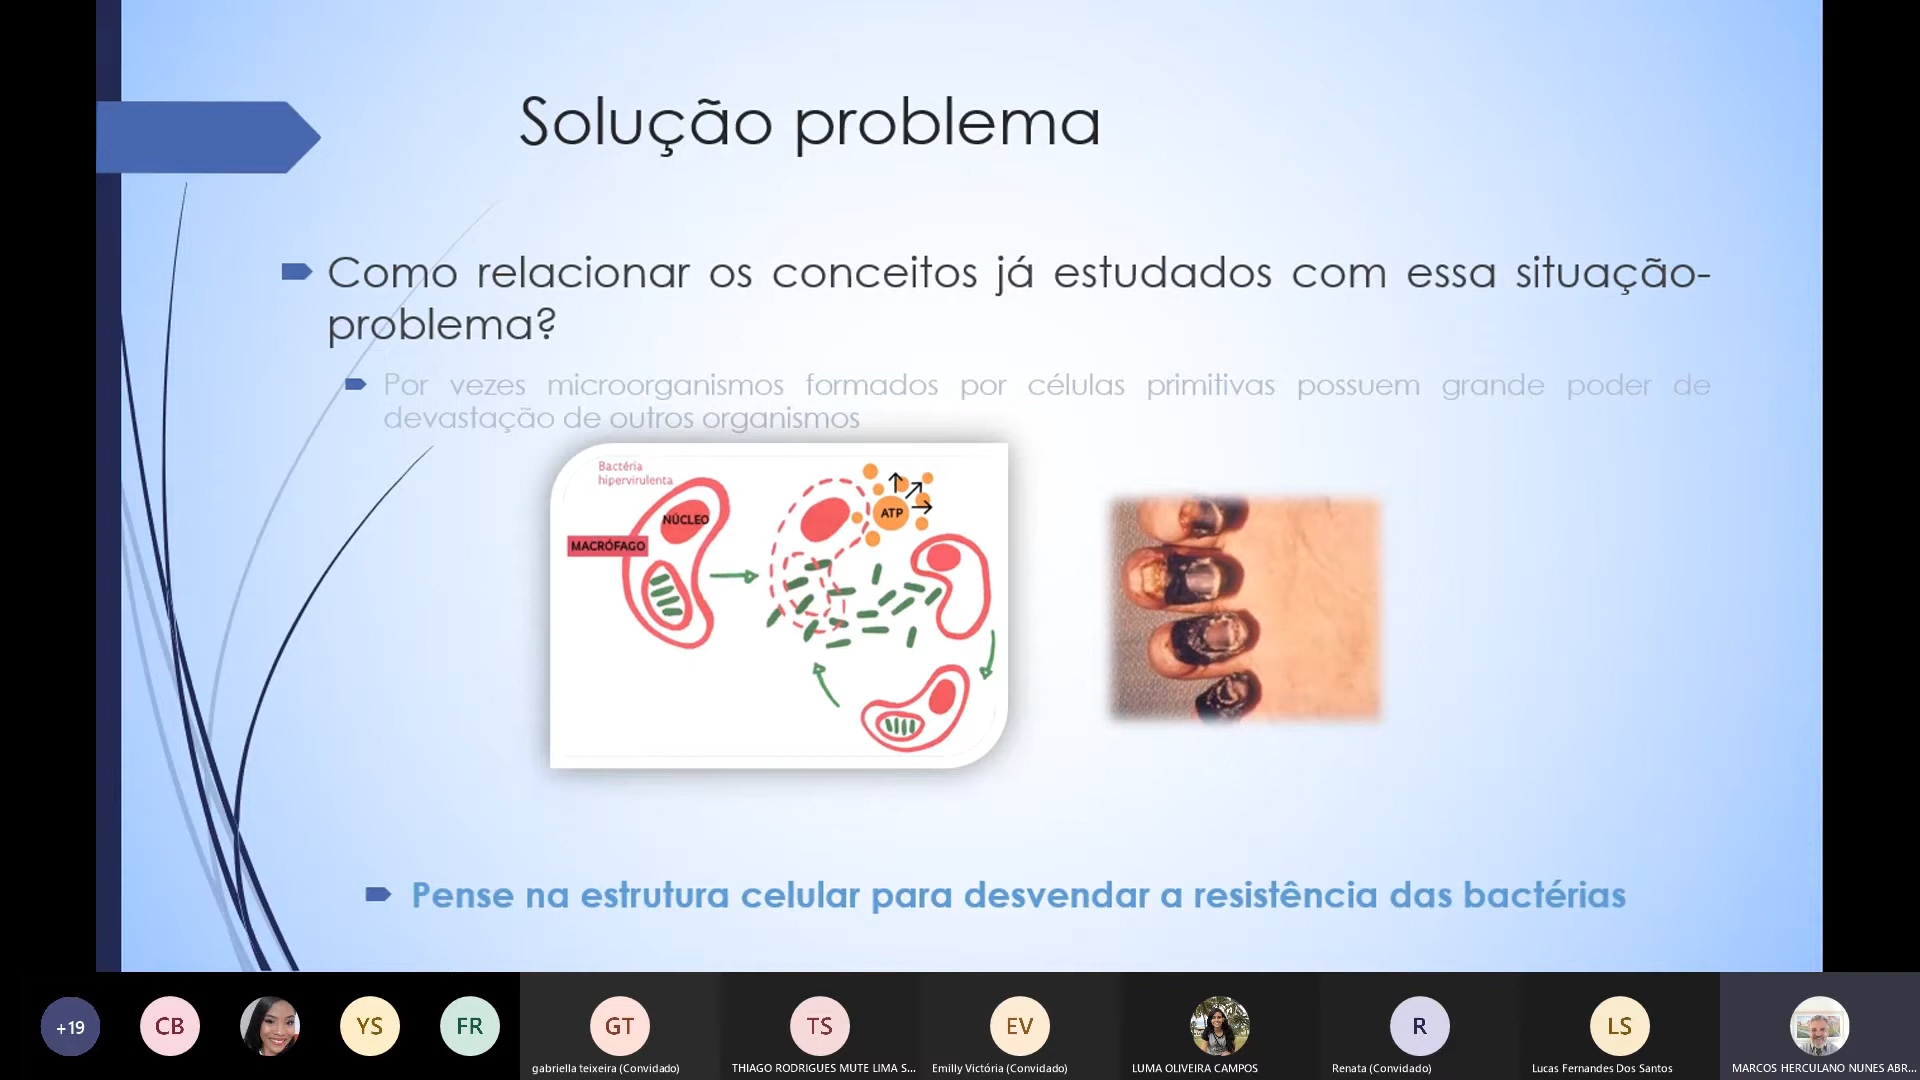 Solução problema
Como relacionar os conceitos já estudados com essa situação-
problema?
Por vezes microorganismos formados por células primitivas possuem grande poder de
devastação de outros organismos
Bactéria
hipervirulenta
NÚCLEO
MACRÓFAGO
ATP
Pense na estrutura celular para desvendar a resistência das bactérias
+19
CB
YS
FR
GT
TS
EV
R
LS
gabriella teixeira (Convidado)
THIAGO RODRIGUES MUTE LIMA S...
Emilly Victória (Convidado)
LUMA OLIVEIRA CAMPOS
Renata (Convidado)
Lucas Fernandes Dos Santos
MARCOS HERCULANO NUNES ABR...